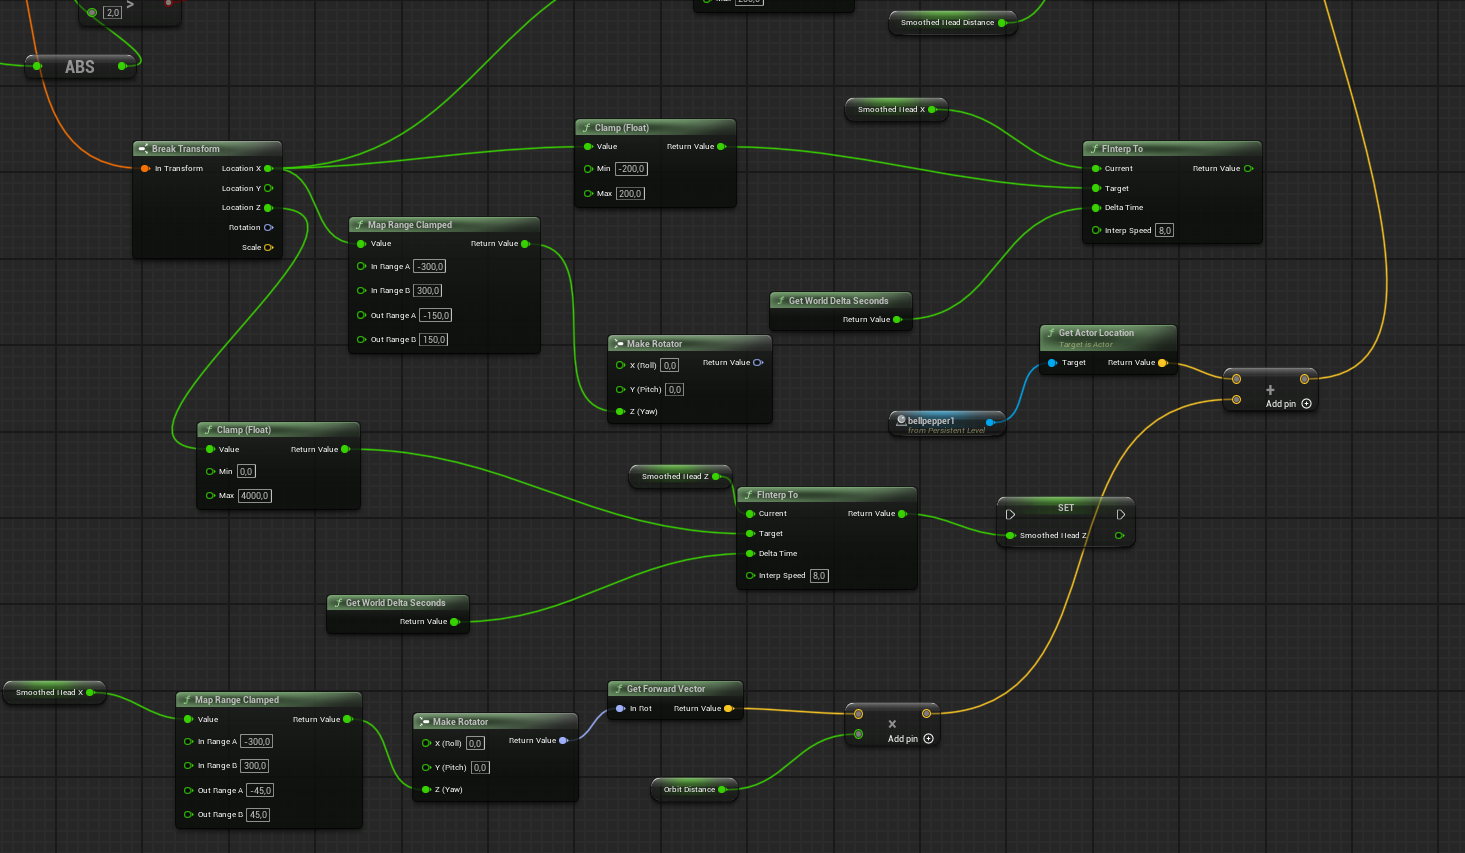 2,0
>
Smoothed Head Distance
ABS
Smoothed Head X
Clamp (Float)
Value
Return Value
Min -200,0
Max 200,0
Break Transform
In Transform
Location X
Location Y
Location Z
Rotation
Scale
FInterp To
Current
Return Value
Target
Delta Time
Interp Speed 8,0
Map Range Clamped
Value
Return Value
In Range A -300,0
In Range B 300,0
Out Range A -150,0
Out Range B 150,0
Get World Delta Seconds
Return Value
Make Rotator
X (Roll) 0,0
Return Value
Y (Pitch) 0,0
Z (Yaw)
Get Actor Location
Target is Actor
Target
Return Value
+
Add pin
bellpepper1
from Persistent Level
Clamp (Float)
Value
Return Value
Min 0,0
Max 4000,0
Smoothed Head Z
FInterp To
Current
Return Value
Target
Delta Time
Interp Speed 8,0
SET
Smoothed Head Z
Get World Delta Seconds
Return Value
Smoothed Head X
Map Range Clamped
Value
Return Value
In Range A -300,0
In Range B 300,0
Out Range A -45,0
Out Range B 45,0
Make Rotator
X (Roll) 0,0
Return Value
Y (Pitch) 0,0
Z (Yaw)
Get Forward Vector
In Rot
Return Value
×
Add pin
Orbit Distance